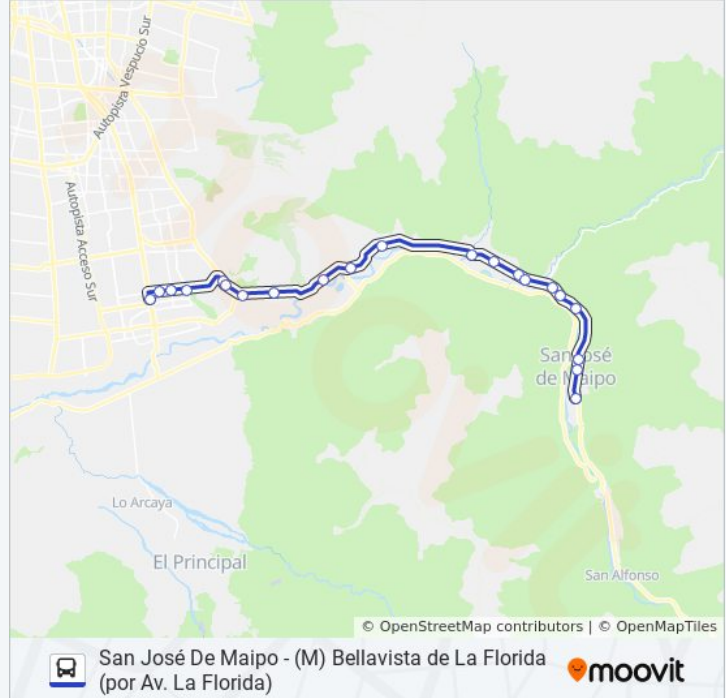 Autopista Vespucio Sur
Autopista Acceso Sur
San José
de Maipo
Lo Arcaya
El Principal
San Alfonso
© OpenStreetMap contributors | © OpenMapTiles
San José De Maipo - (M) Bellavista de La Florida
(por Av. La Florida)
moovit